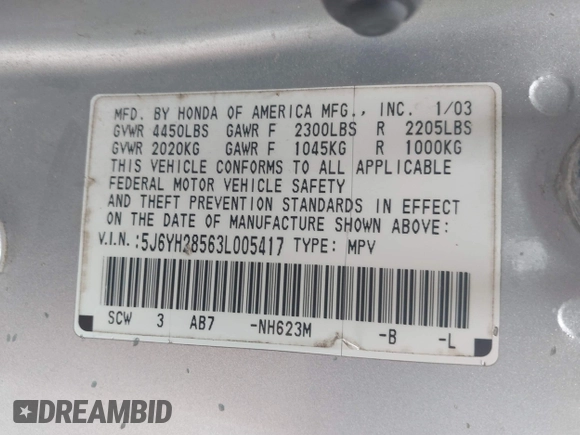 MFD. BY HONDA OF AMERICA MFG., INC. 1/03
GVWR 4450LBS GAWR F 2300LBS R 2205LBS
GVWR 2020KG GAWR F 1045KG R 1000KG
THIS VEHICLE CONFORMS TO ALL APPLICABLE
FEDERAL MOTOR VEHICLE SAFETY
AND THEFT PREVENTION STANDARDS IN EFFECT
ON THE DATE OF MANUFACTURE SHOWN ABOVE:
V.I.N.:5J6YH28563L005417 TYPE: MPV
SCW 3 AB7 -NH623M -B -L
DREAMBID